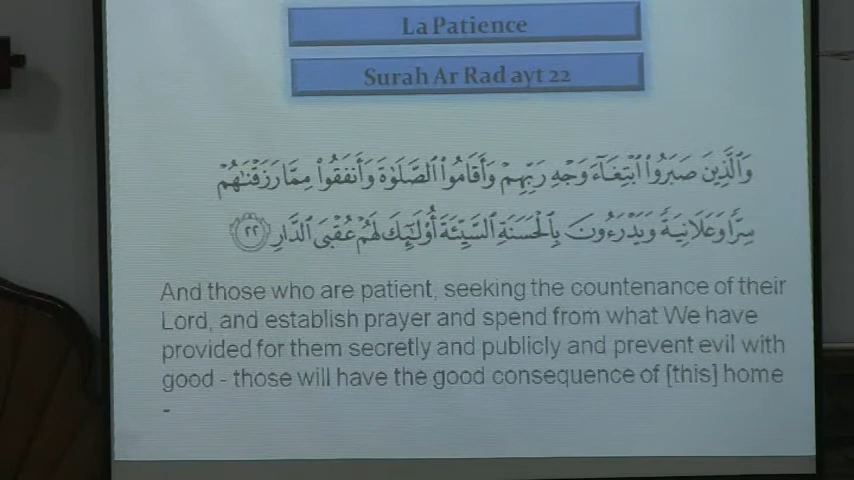 La Patience
Surah Ar Rad ayt 22
وَالَّذِينَ صَبَرُوا ابْتِغَاءَ وَجْهِ رَبِّهِمْ وَأَقَامُوا الصَّلَوٰةَ وَأَنفَقُوا مِمَّا رَزَقْنَٰهُمْ
سِرًّا وَعَلَانِيَةً وَيَدْرَءُونَ بِالْحَسَنَةِ السَّيِّئَةَ أُولَٰئِكَ لَهُمْ عُقْبَى الدَّارِ ٢٢
And those who are patient, seeking the countenance of their
Lord, and establish prayer and spend from what We have
provided for them secretly and publicly and prevent evil with
good - those will have the good consequence of [this] home
-